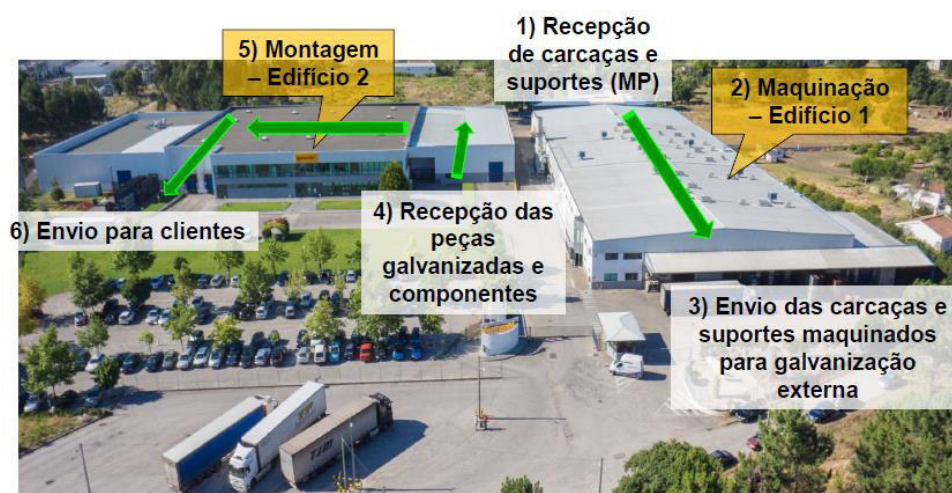 1) Recepção
de carcaças e
suportes (MP)
2) Maquinação
– Edifício 1
3) Envio das carcaças e
suportes maquinados
para galvanização
externa
4) Recepção das
peças
galvanizadas e
componentes
5) Montagem
– Edifício 2
6) Envio para clientes